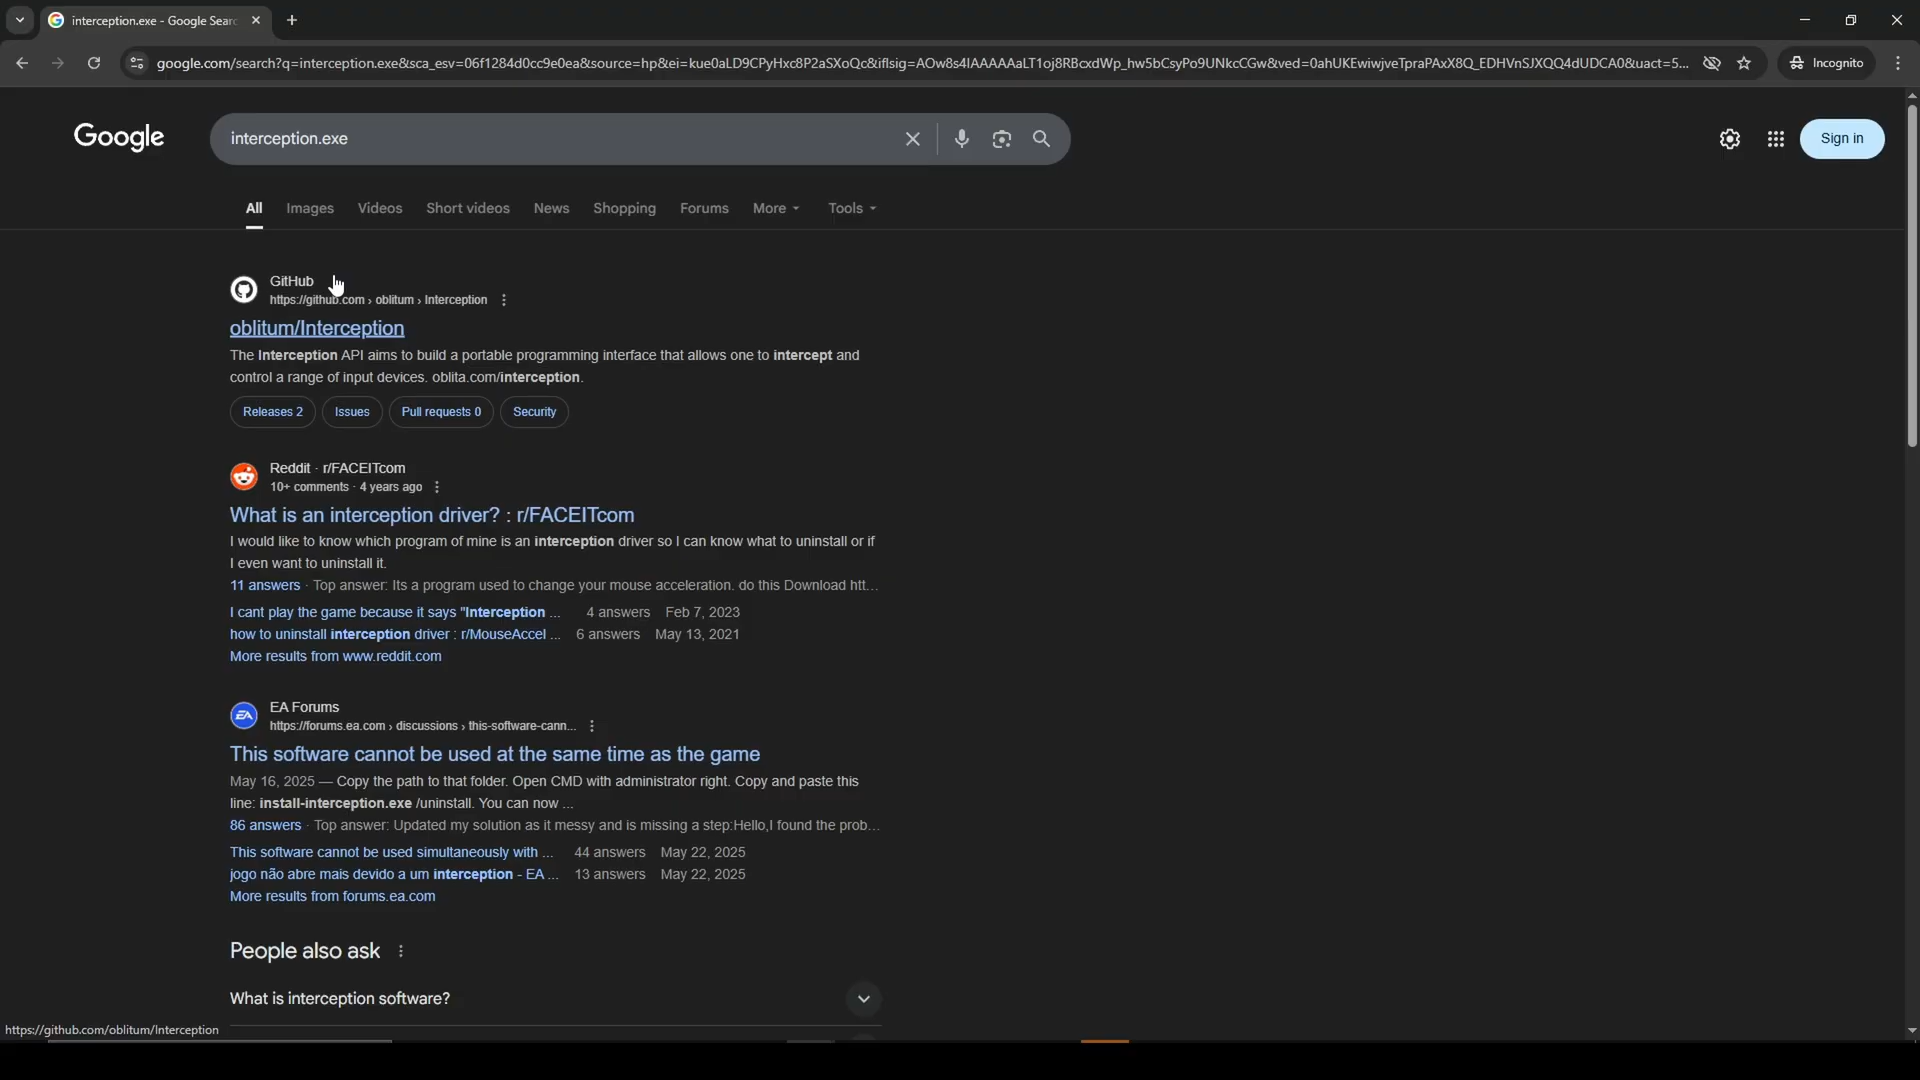 interception.exe - Google Sear
google.com/search?q=interception.exe&sca_esv=06f1284d0cc9e0ea&source=hp&ei=kue0aLD9CPyHxc8P2aSXoQc&iflsig=AOw8s4IAAAAAaLT1oj8RBcxdWp_hw5bCsyPo9UNkcCGw&ved=0ahUKEwiwjveTpraPAxX8Q_EDHVnSJXQQ4dUDCA0&uact=5...
Incognito
Google
interception.exe
Sign in
All Images Videos Short videos News Shopping Forums More Tools
GitHub
https://github.com › oblitum › Interception
oblitum/Interception
The Interception API aims to build a portable programming interface that allows one to intercept and
control a range of input devices. oblita.com/interception.
Releases 2 Issues Pull requests 0 Security
Reddit · r/FACEITcom
10+ comments · 4 years ago
What is an interception driver? : r/FACEITcom
I would like to know which program of mine is an interception driver so I can know what to uninstall or if
I even want to uninstall it.
11 answers · Top answer: Its a program used to change your mouse acceleration. do this Download htt...
I cant play the game because it says "Interception ... 4 answers Feb 7, 2023
how to uninstall interception driver : r/MouseAccel ... 6 answers May 13, 2021
More results from www.reddit.com
EA Forums
https://forums.ea.com › discussions › this-software-cann...
This software cannot be used at the same time as the game
May 16, 2025 — Copy the path to that folder. Open CMD with administrator right. Copy and paste this
line: install-interception.exe /uninstall. You can now ...
86 answers · Top answer: Updated my solution as it messy and is missing a step:Hello,I found the prob...
This software cannot be used simultaneously with ... 44 answers May 22, 2025
jogo não abre mais devido a um interception - EA ... 13 answers May 22, 2025
More results from forums.ea.com
People also ask
What is interception software?
https://github.com/oblitum/Interception